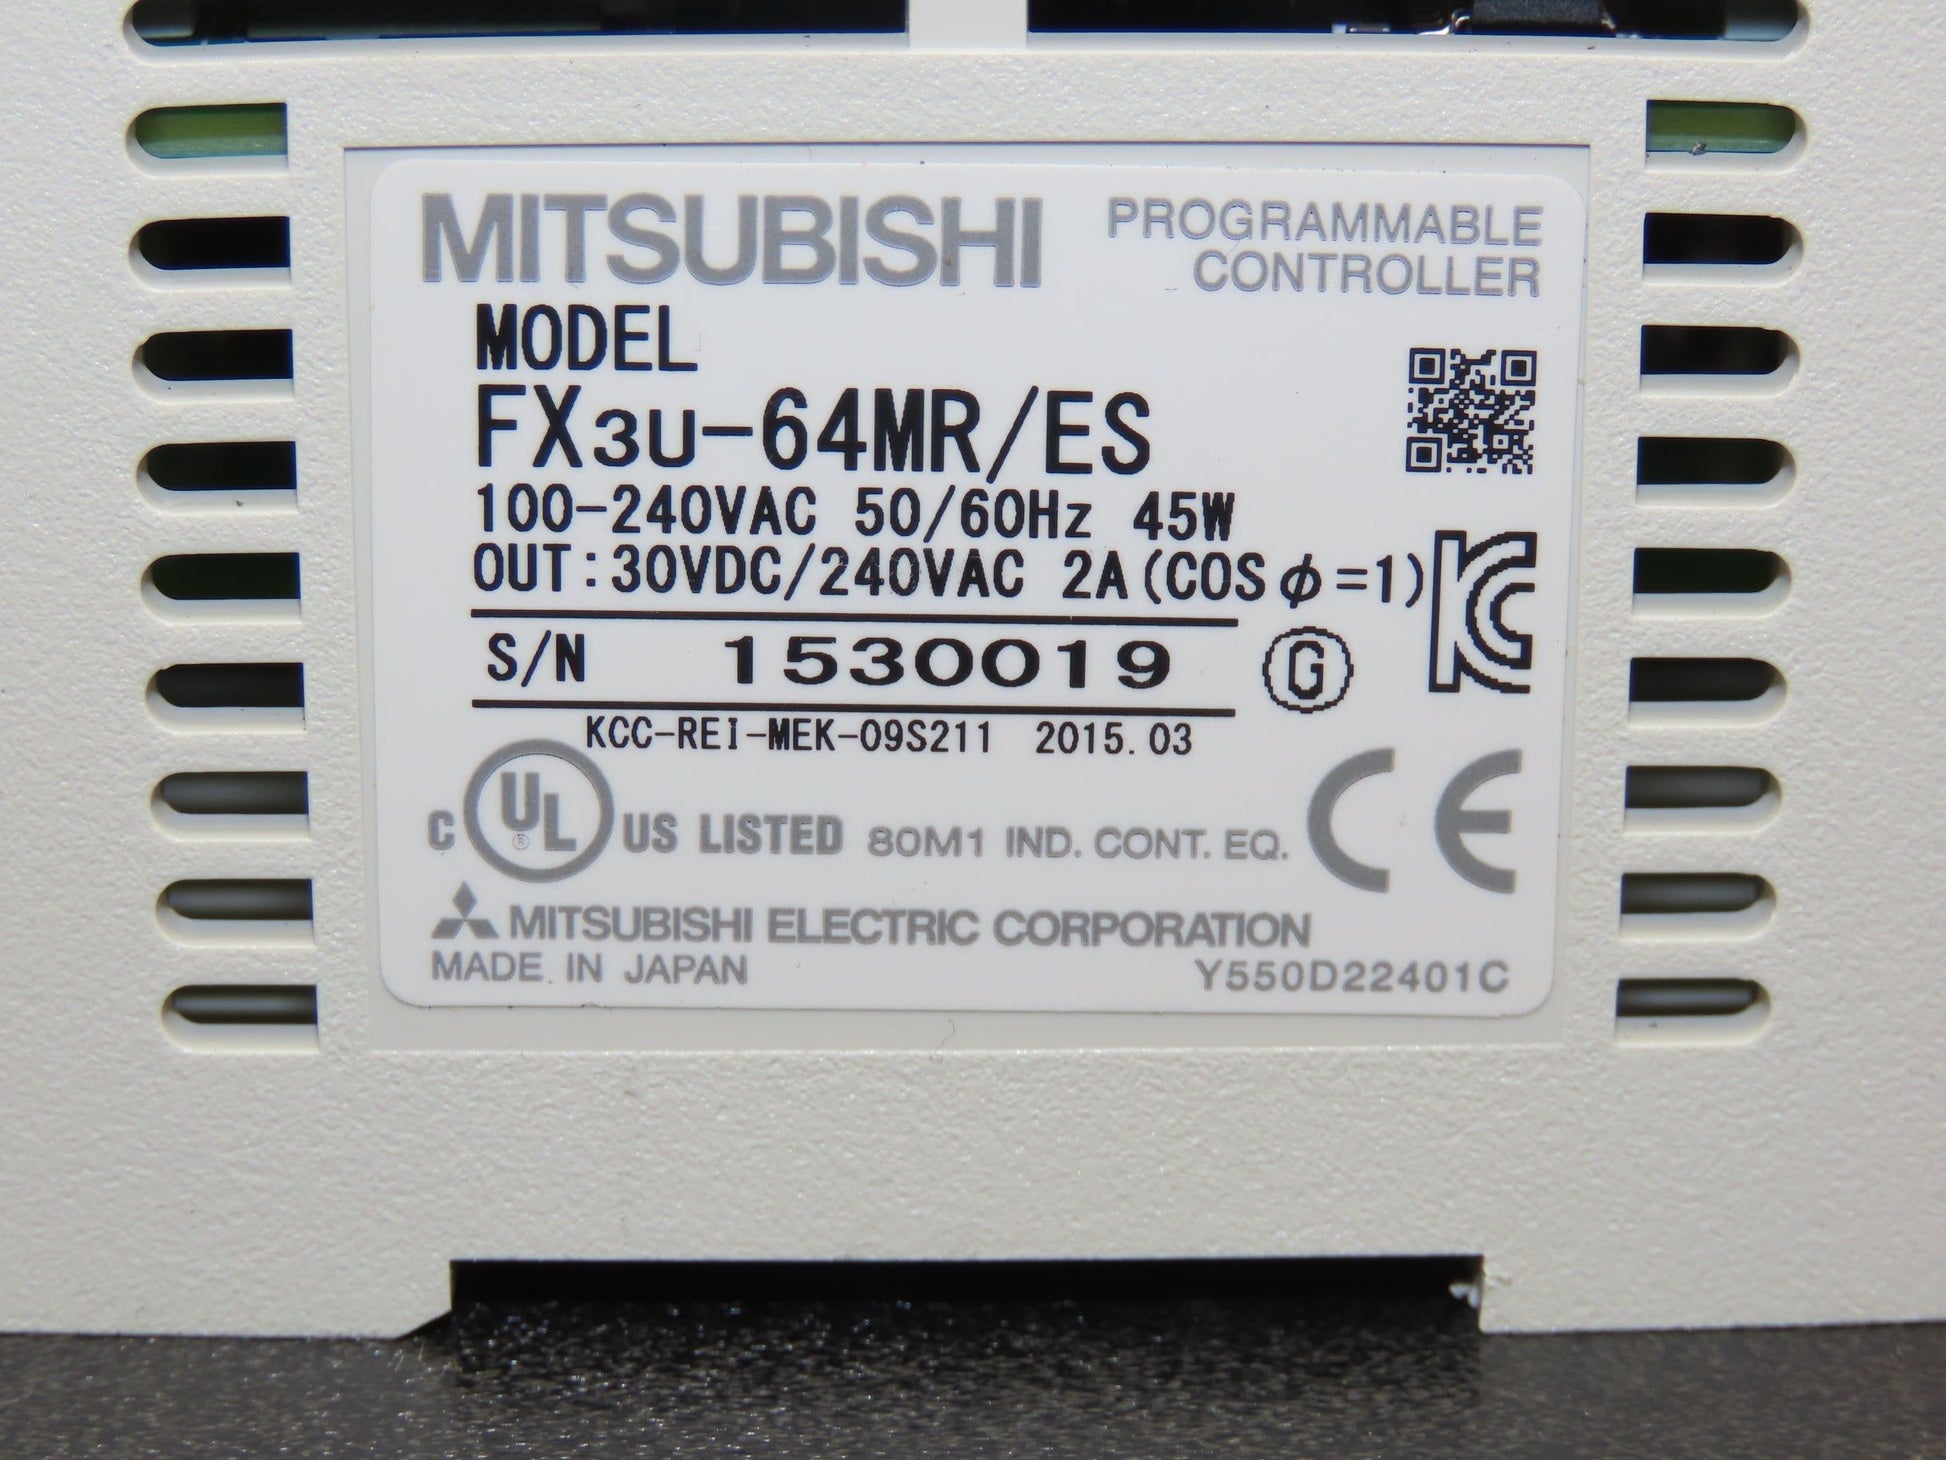 MITSUBISHI
PROGRAMMABLE
CONTROLLER
MODEL
FX3U-64MR/ES
100-240VAC 50/60Hz 45W
OUT:30VDC/240VAC 2A(COSφ=1)
S/N 1530019
G
KC
KCC-REI-MEK-09S211 2015.03
C UL® US LISTED 80M1 IND. CONT. EQ.
CE
MITSUBISHI ELECTRIC CORPORATION
MADE IN JAPAN
Y550D22401C